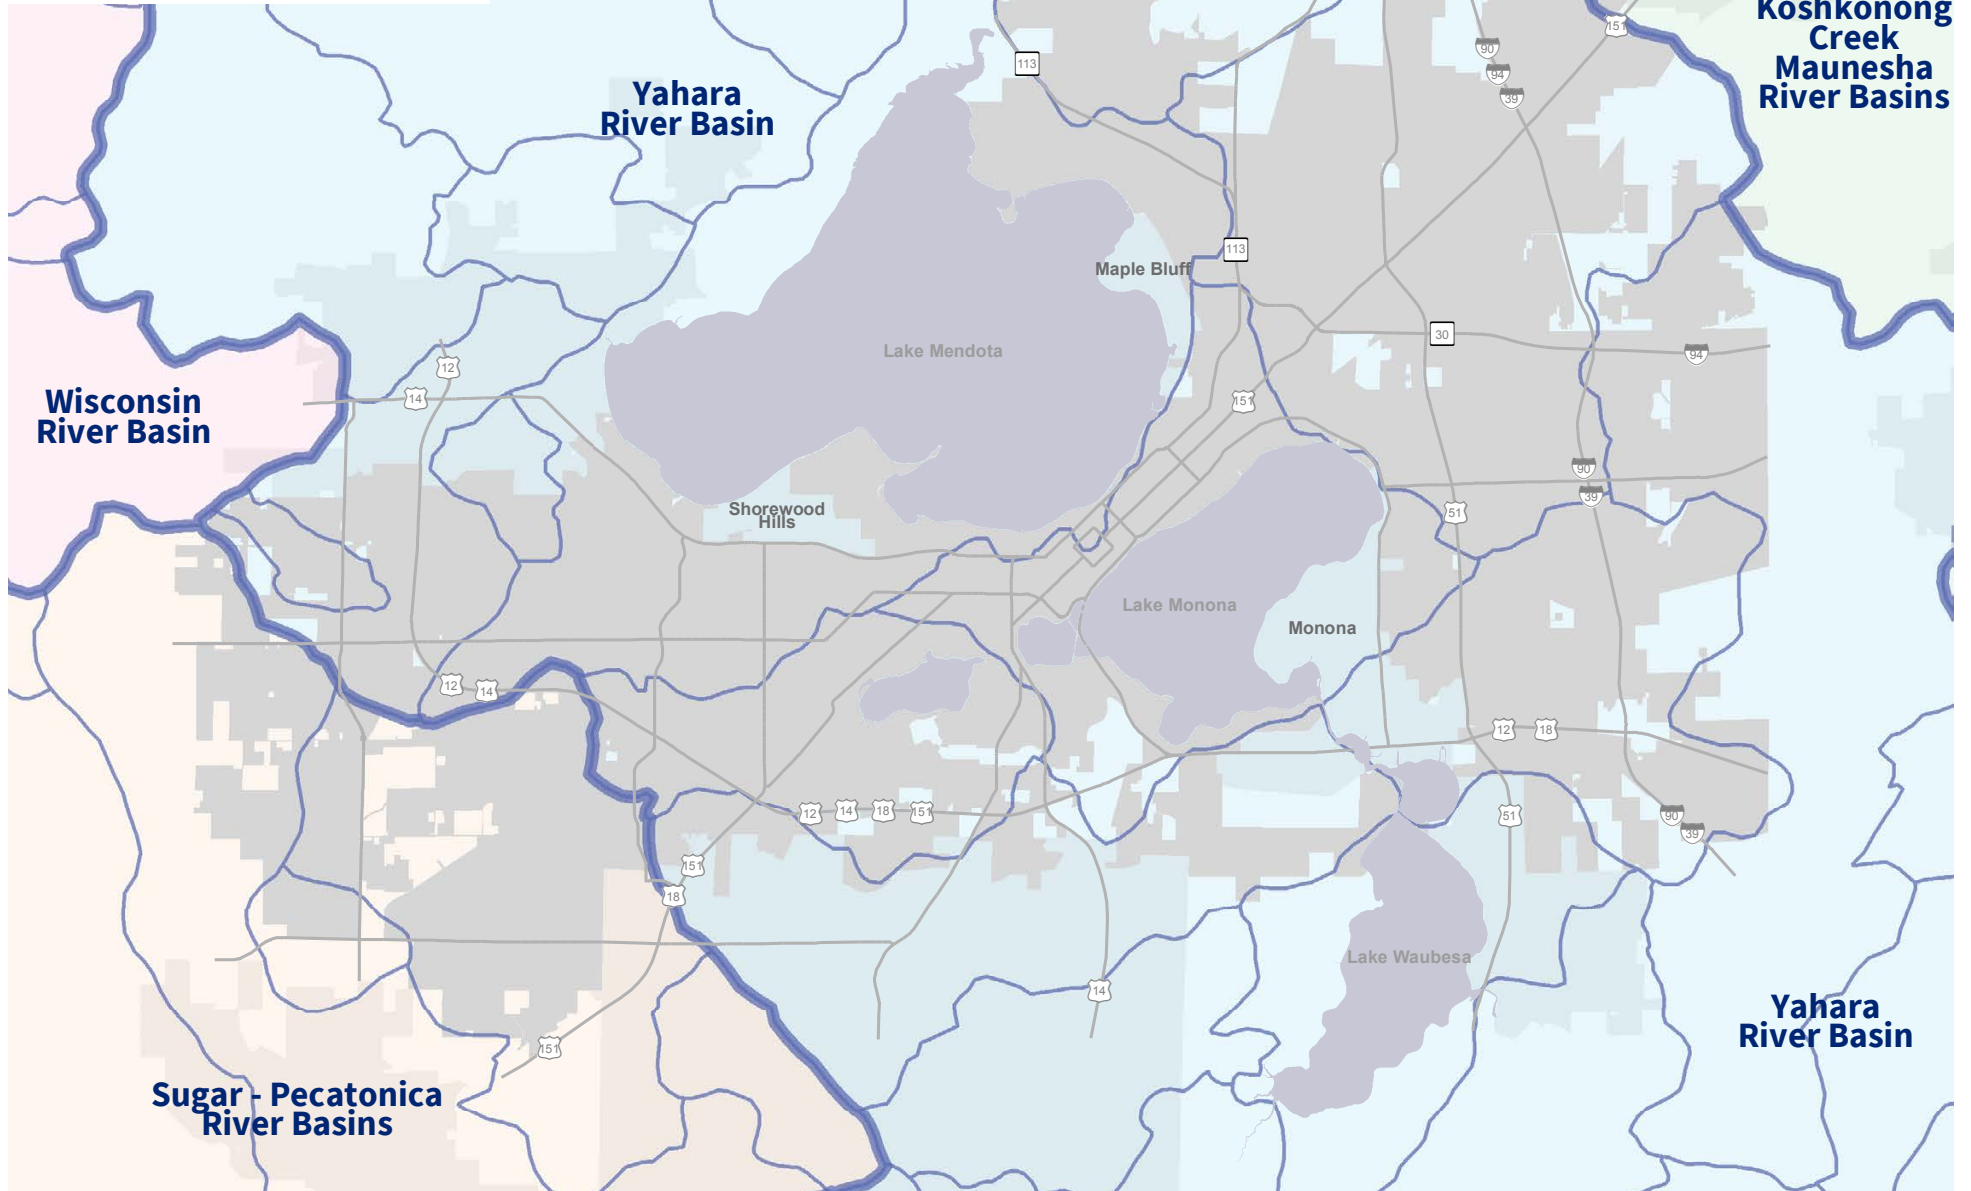 Koshkonong
Creek
Maunesha
River Basins
151
90
94
39
113
Yahara
River Basin
113
Maple Bluff
30
94
Lake Mendota
12
14
151
Wisconsin
River Basin
90
39
51
Shorewood
Hills
Lake Monona
Monona
12
14
12
18
12
14
18
151
51
90
39
151
18
Lake Waubesa
14
Yahara
River Basin
151
Sugar - Pecatonica
River Basins